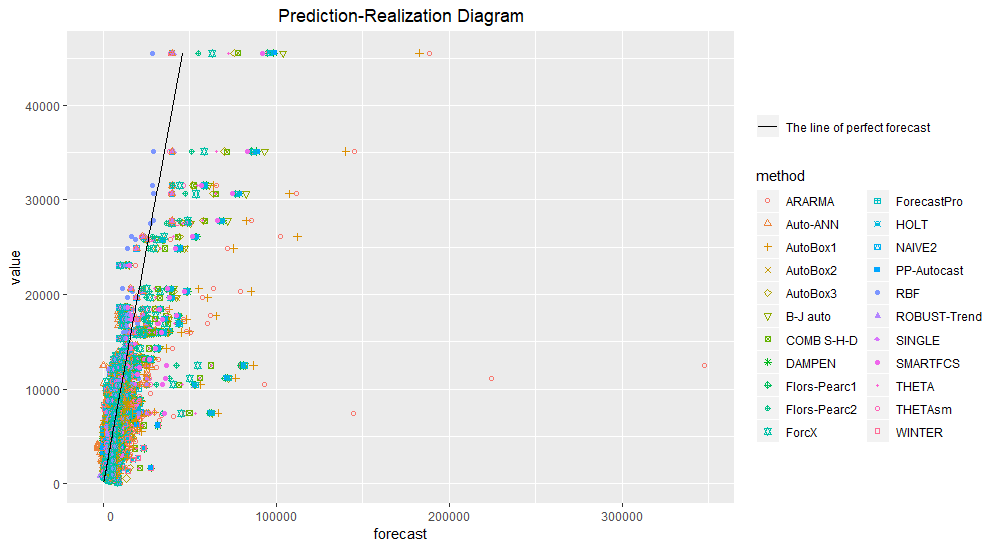 Prediction-Realization Diagram
value
40000
30000
20000
10000
0
0
100000
200000
300000
forecast
The line of perfect forecast
method
ARARMA
Auto-ANN
AutoBox1
AutoBox2
AutoBox3
B-J auto
COMB S-H-D
DAMPEN
Flors-Pearc1
Flors-Pearc2
ForcX
ForecastPro
HOLT
NAIVE2
PP-Autocast
RBF
ROBUST-Trend
SINGLE
SMARTFCS
THETA
THETAsm
WINTER